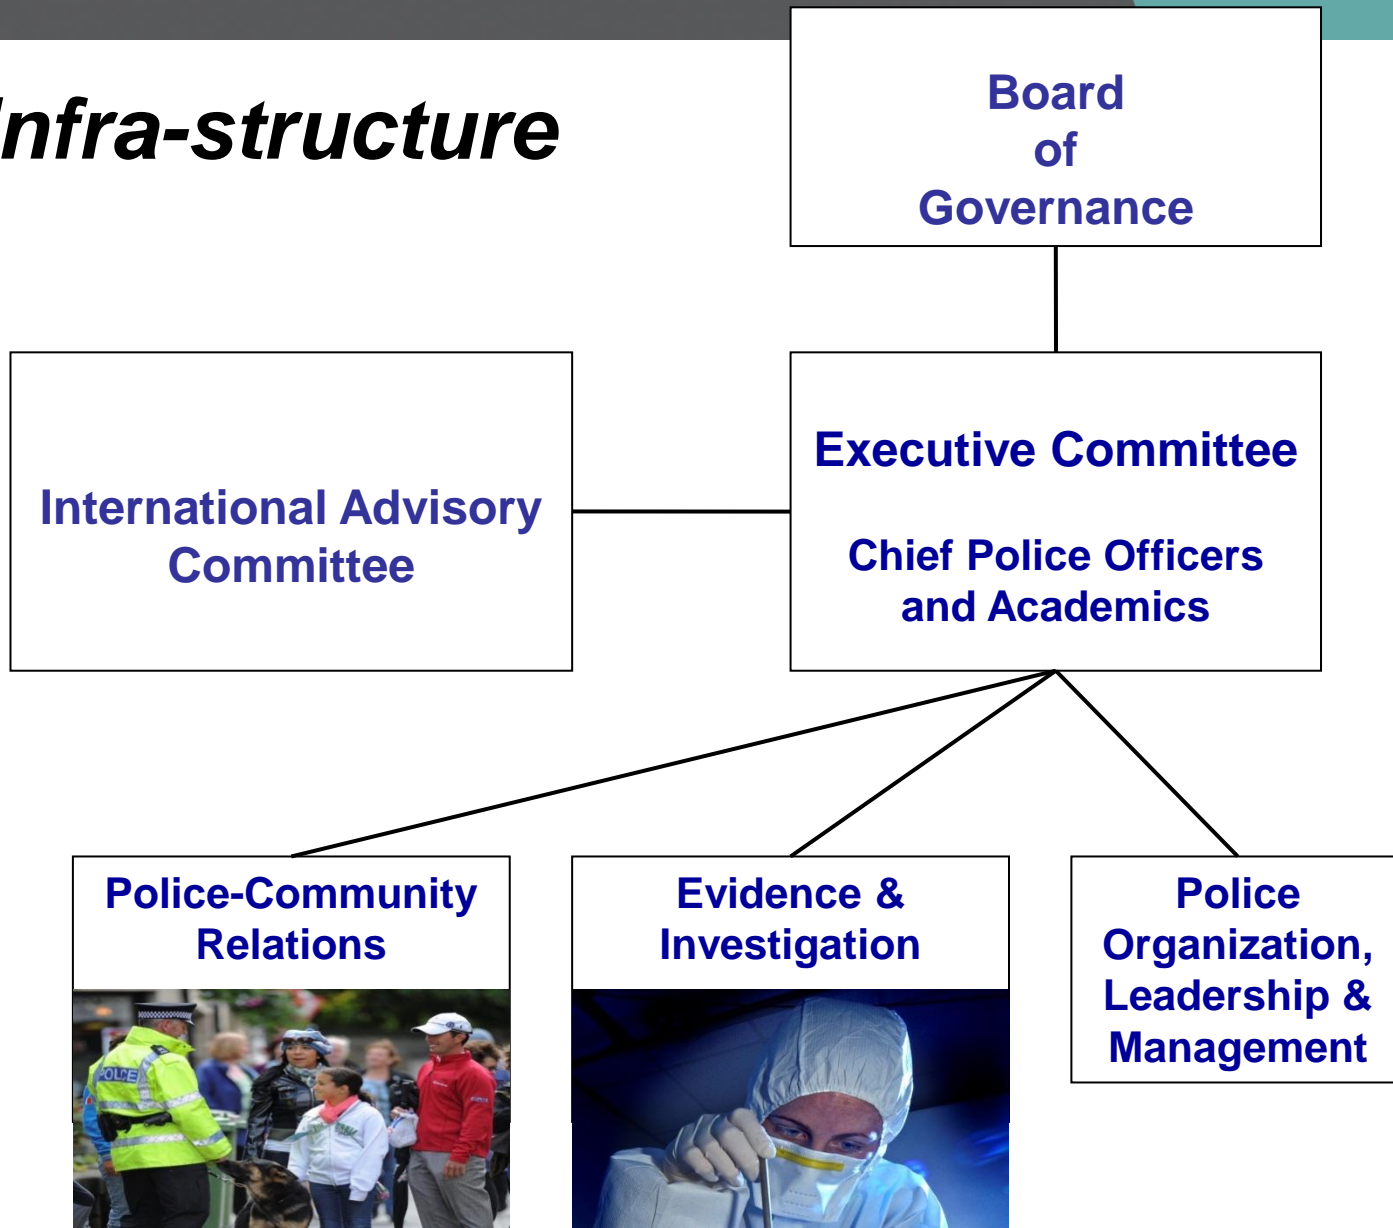 Infra-structure
Board
of
Governance
International Advisory
Committee
Executive Committee
Chief Police Officers
and Academics
Police-Community
Relations
Evidence &
Investigation
Police
Organization,
Leadership &
Management
POLICE